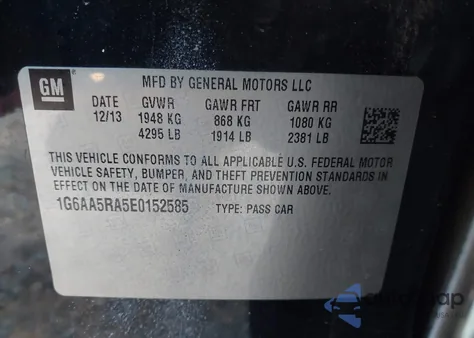 GM
MFD BY GENERAL MOTORS LLC
DATE GVWR GAWR FRT GAWR RR
12/13 1948 KG 868 KG 1080 KG
4295 LB 1914 LB 2381 LB
THIS VEHICLE CONFORMS TO ALL APPLICABLE U.S. FEDERAL MOTOR
VEHICLE SAFETY, BUMPER, AND THEFT PREVENTION STANDARDS IN
EFFECT ON THE DATE OF MANUFACTURE SHOWN ABOVE.
1G6AA5RA5E0152585 TYPE: PASS CAR